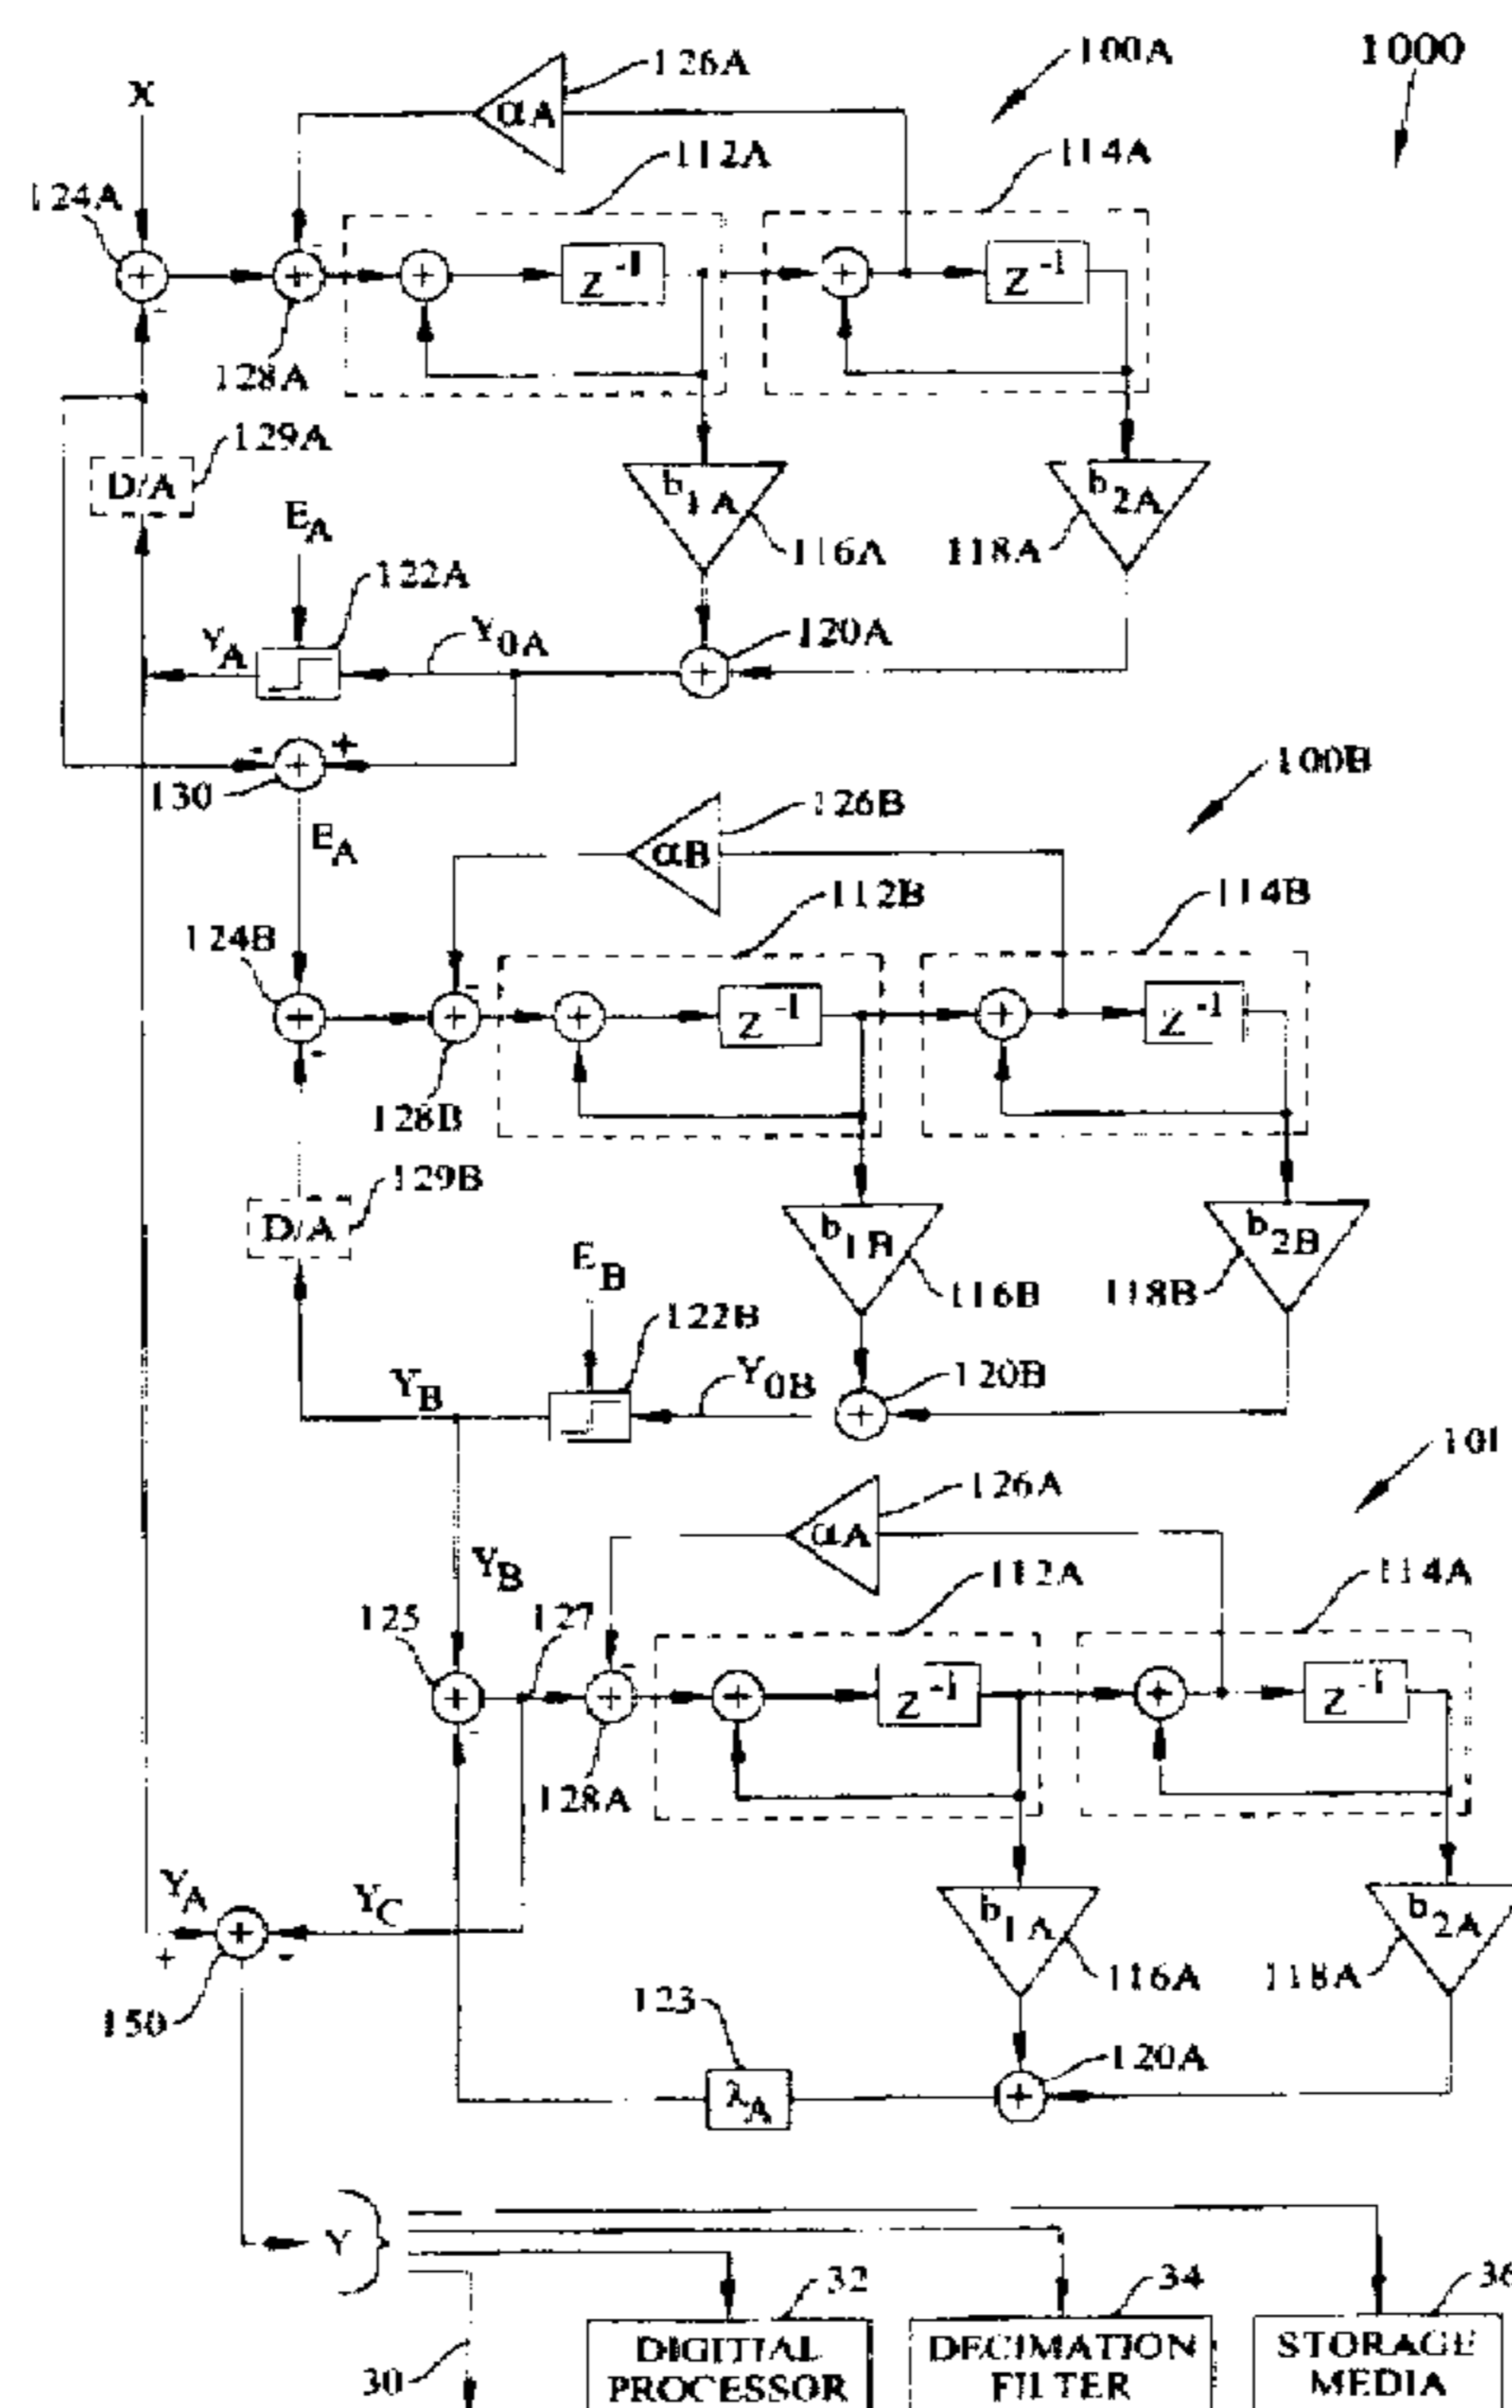 1000
100A
126A
X
αA
112A
114A
124A
+
+
-
+
Z-1
+
Z-1
-
128A
129A
D/A
b1A
b2A
EA
116A
118A
122A
YA
Y0A
120A
+
-
+
+
130
100B
EA
126B
αB
112B
114B
124B
+
+
-
+
Z-1
+
Z-1
-
128B
129B
D/A
b1B
b2B
EB
116B
118B
122B
YB
Y0B
120B
+
101
126A
αA
YB
112A
114A
125
127
+
+
-
+
Z-1
+
Z-1
-
128A
YA
YC
b1A
b2A
+
+
-
116A
118A
150
123
120A
λA
+
Y
32
34
36
30
DIGITIAL
PROCESSOR
DECIMATION
FILTER
STORAGE
MEDIA